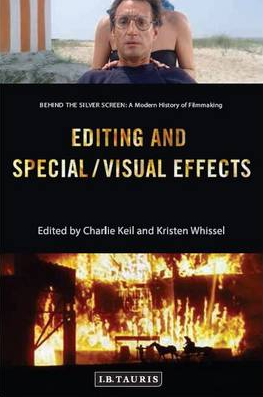 BEHIND THE SILVER SCREEN: A Modern History of Filmmaking
EDITING AND
SPECIAL/VISUAL EFFECTS
Edited by Charlie Keil and Kristen Whissel
I.B.TAURIS